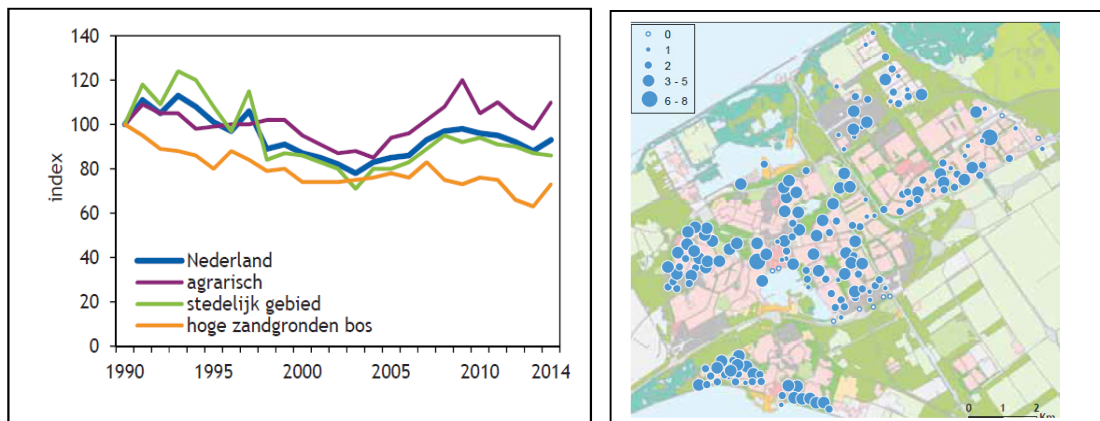 140
120
100
80
60
40
20
0
index
Nederland
agrarisch
stedelijk gebied
hoge zandgronden bos
1990 1995 2000 2005 2010 2014
0
1
2
3 - 5
6 - 8
0 1 2
Km